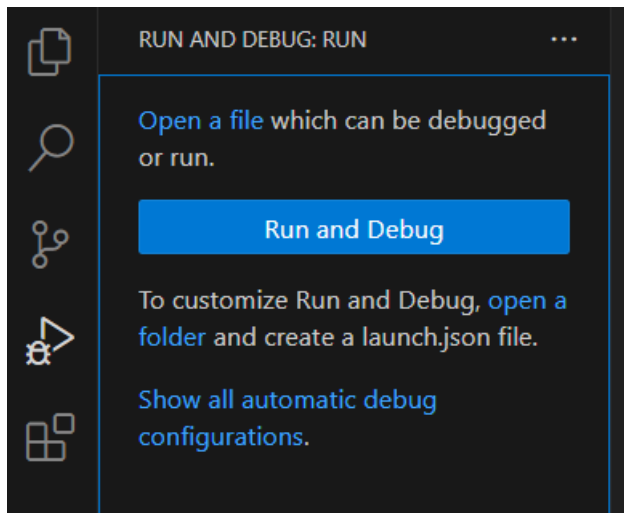 RUN AND DEBUG: RUN
Open a file which can be debugged
or run.
Run and Debug
To customize Run and Debug, open a
folder and create a launch.json file.
Show all automatic debug
configurations.